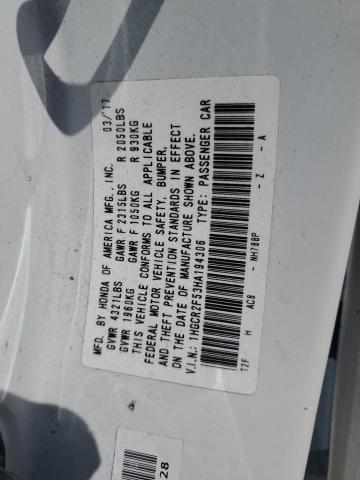 MFD. BY HONDA OF AMERICA MFG., INC. 03/17
GVWR 4321LBS GAWR F 2315LBS R 2050LBS
GVWR 1960KG GAWR F 1050KG R 930KG
THIS VEHICLE CONFORMS TO ALL APPLICABLE
FEDERAL MOTOR VEHICLE SAFETY, BUMPER,
AND THEFT PREVENTION STANDARDS IN EFFECT
ON THE DATE OF MANUFACTURE SHOWN ABOVE.
V.I.N.: 1HGCR2F53HA194306 TYPE: PASSENGER CAR
T2F H AC8 - NH788P - Z - A
28